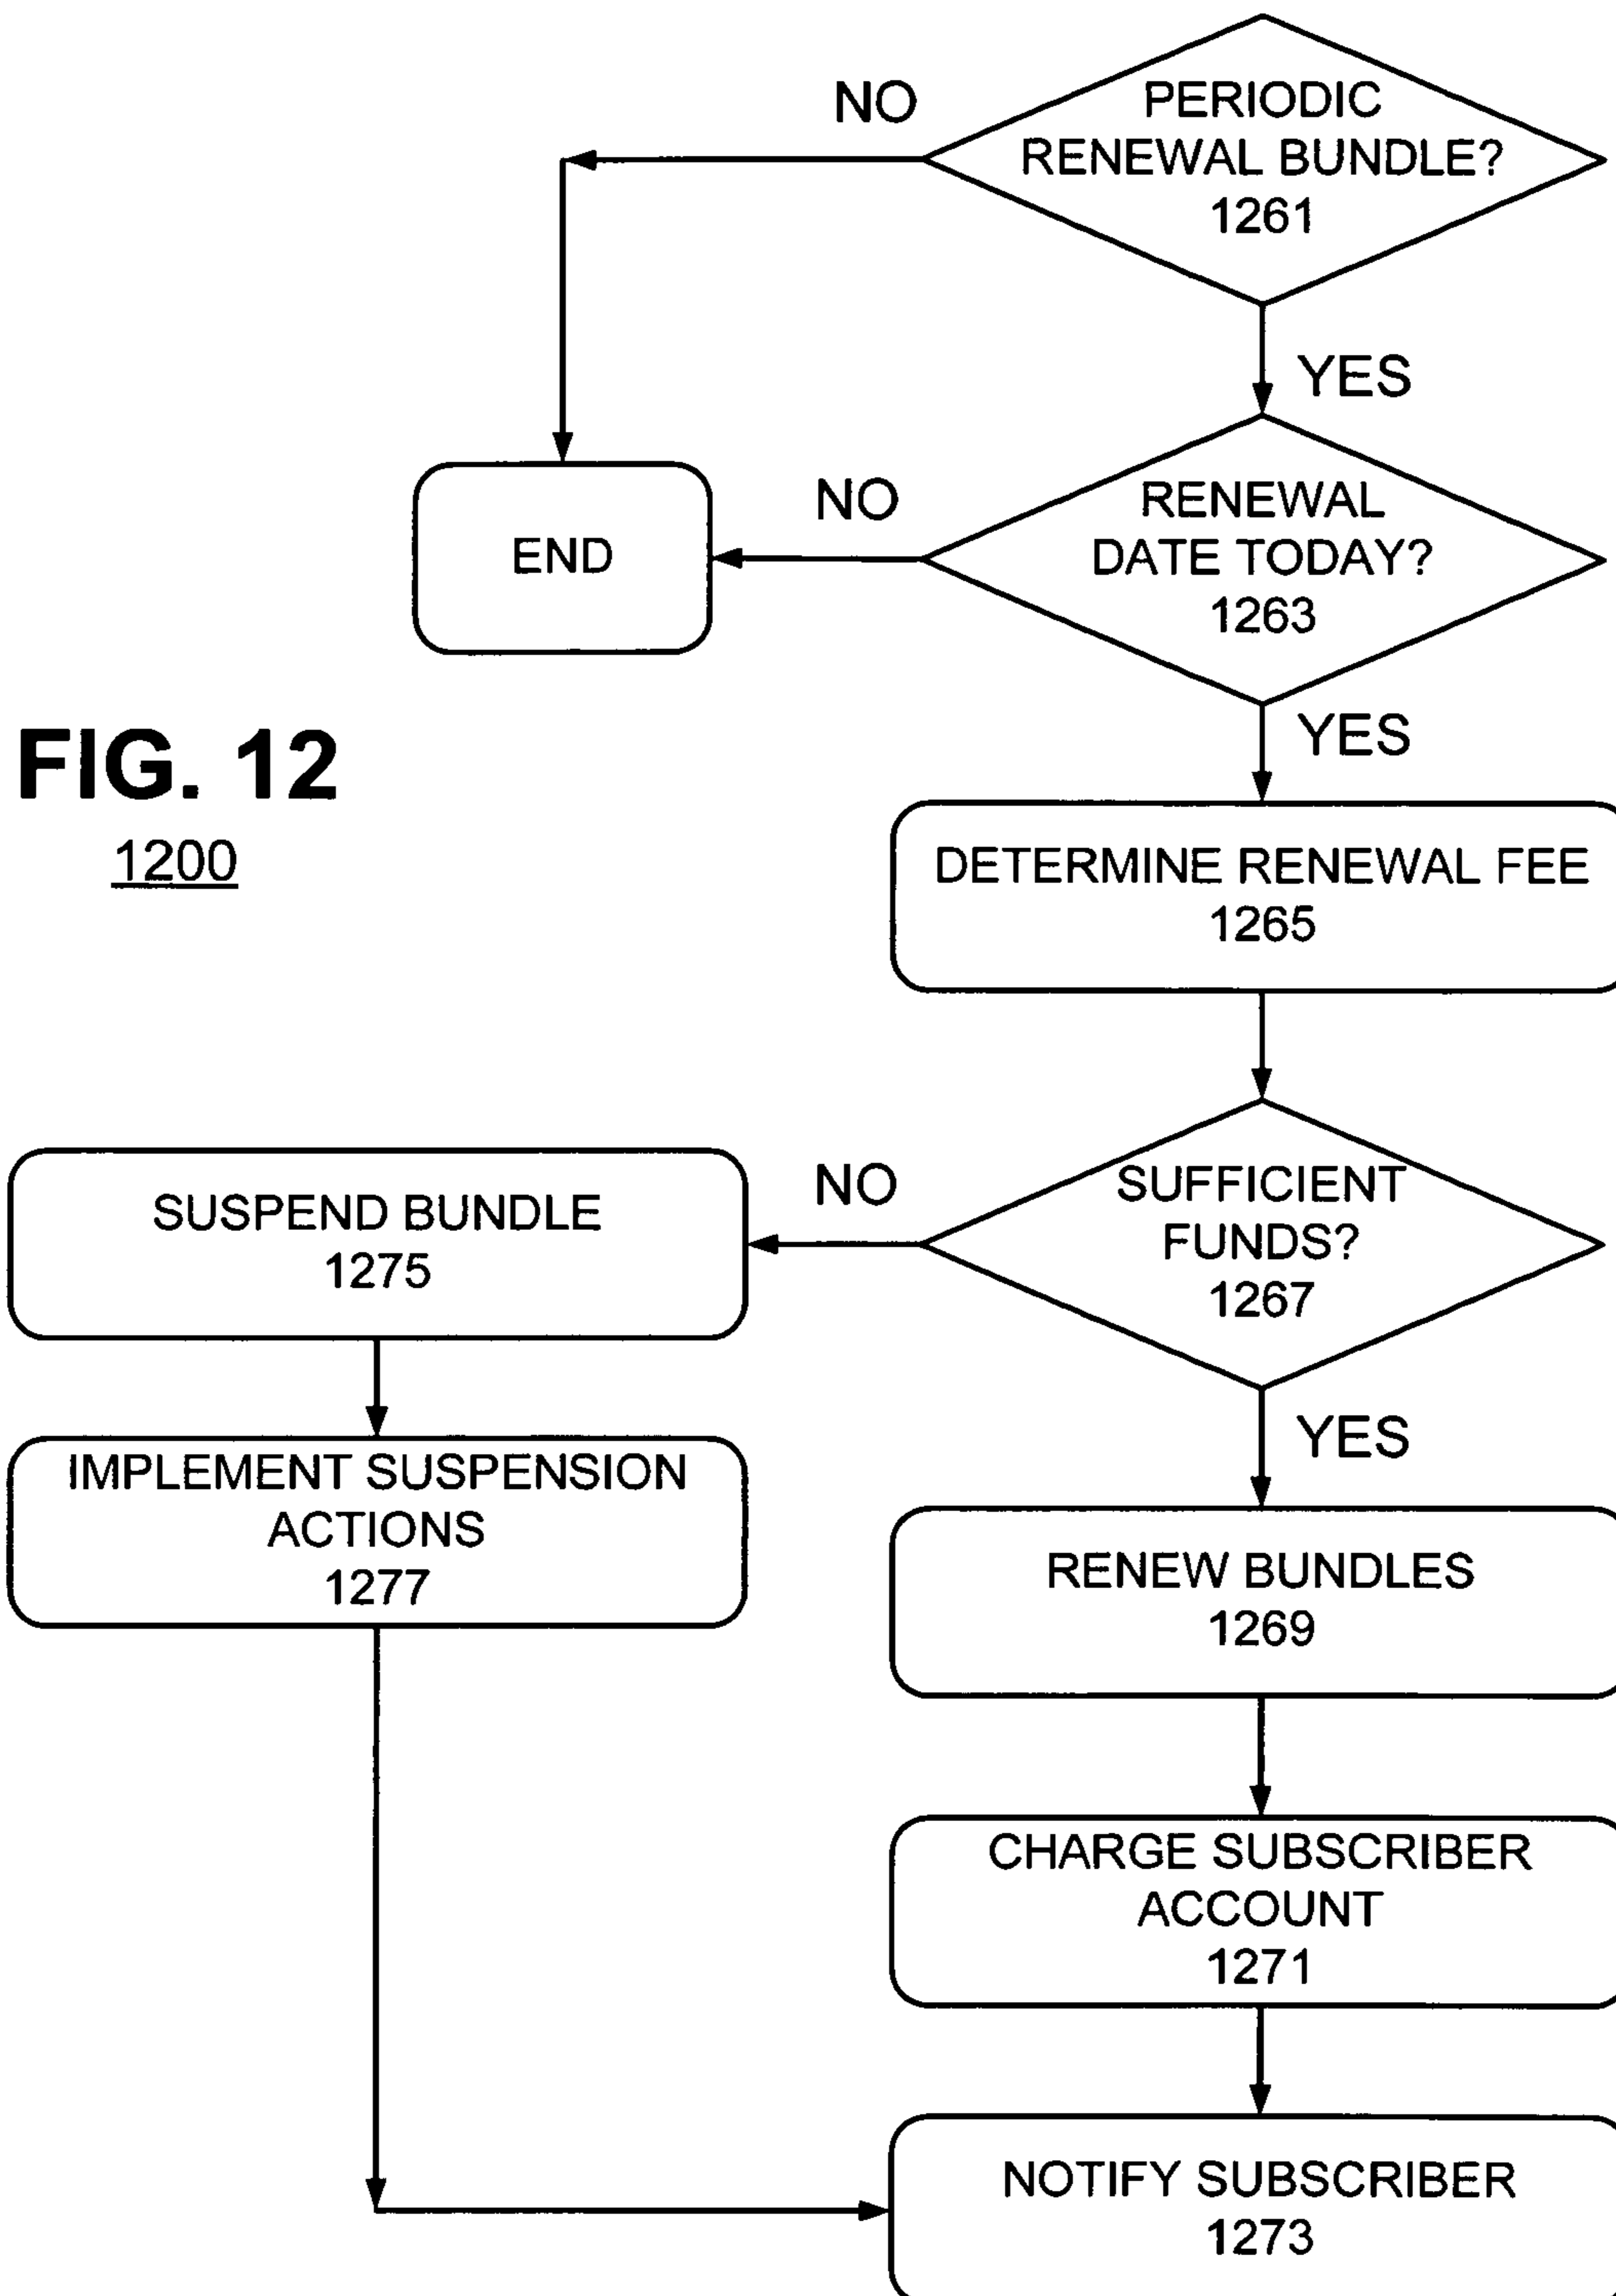 NO
PERIODIC
RENEWAL BUNDLE?
1261
YES
NO
RENEWAL
DATE TODAY?
1263
END
YES
FIG. 12
1200
DETERMINE RENEWAL FEE
1265
NO
SUFFICIENT
FUNDS?
1267
SUSPEND BUNDLE
1275
YES
IMPLEMENT SUSPENSION
ACTIONS
1277
RENEW BUNDLES
1269
CHARGE SUBSCRIBER
ACCOUNT
1271
NOTIFY SUBSCRIBER
1273